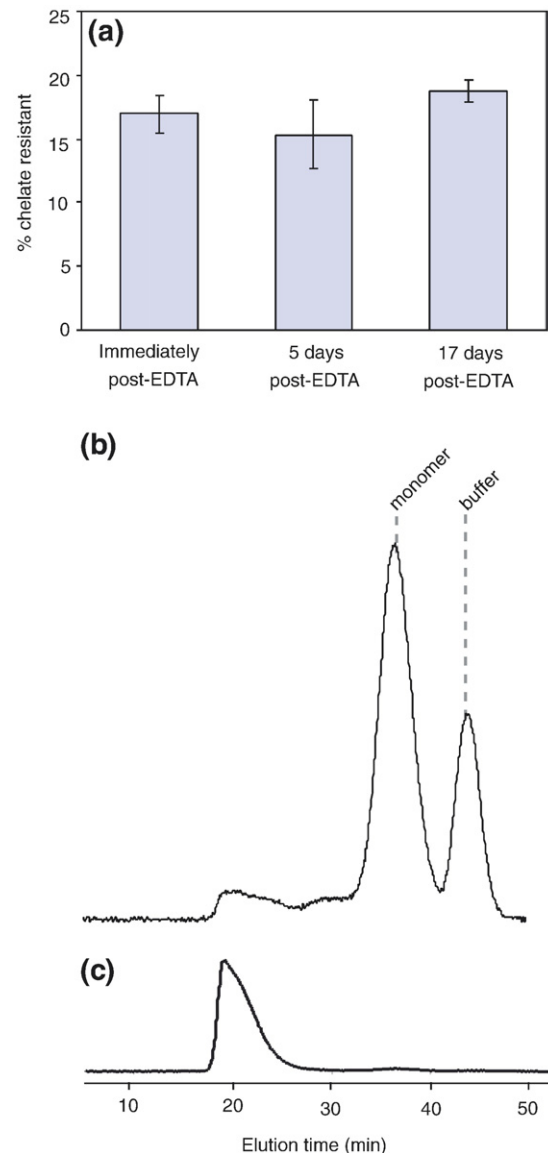 (a)
25
20
15
10
5
0
% chelate resistant
Immediately
post-EDTA
5 days
post-EDTA
17 days
post-EDTA
(b)
monomer
buffer
(c)
10
20
30
40
50
Elution time (min)